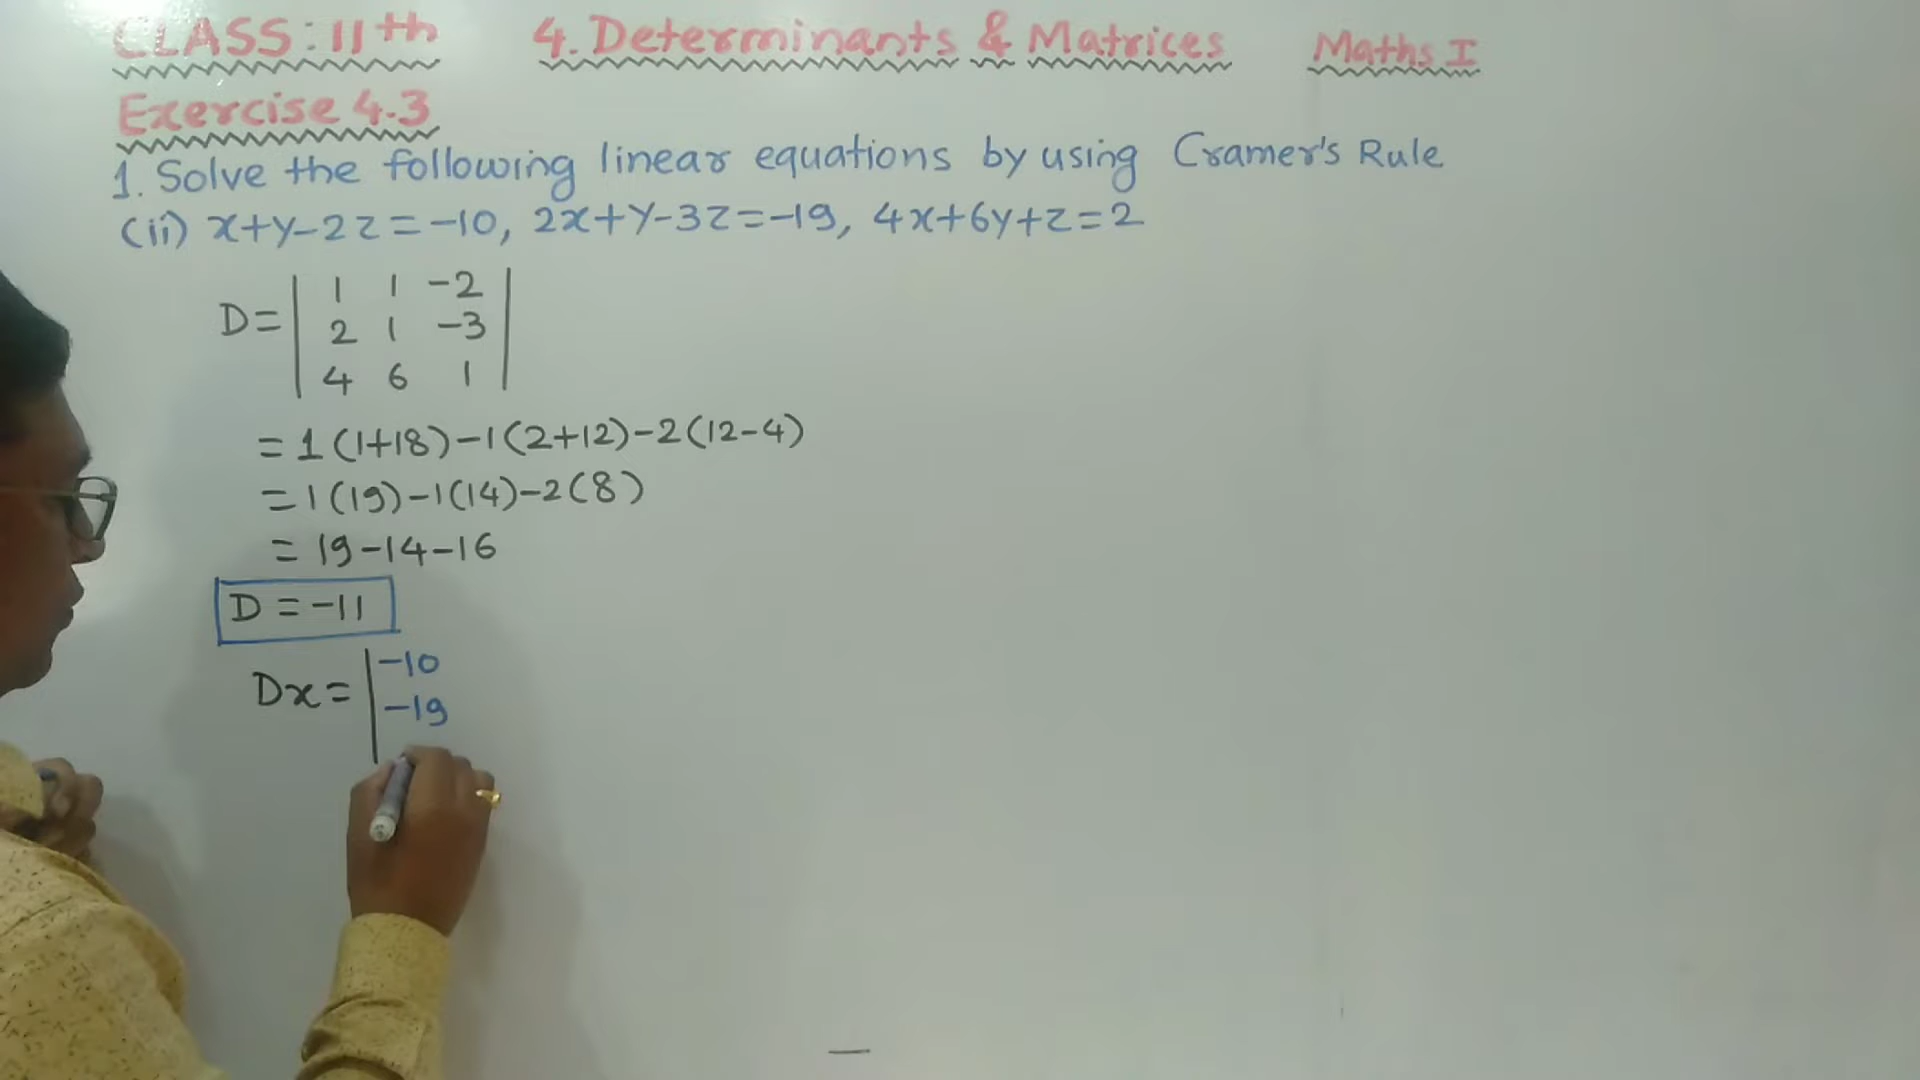 CLASS: 11th 4. Determinants & Matrices Maths I
Exercise 4.3
1. Solve the following linear equations by using Cramer's Rule
(ii) x+y-2z=-10, 2x+y-3z=-19, 4x+6y+z=2
D= | 1 1 -2 |
| 2 1 -3 |
| 4 6 1 |
= 1(1+18)-1(2+12)-2(12-4)
= 1(19)-1(14)-2(8)
= 19-14-16
D = -11
Dx = | -10
-19